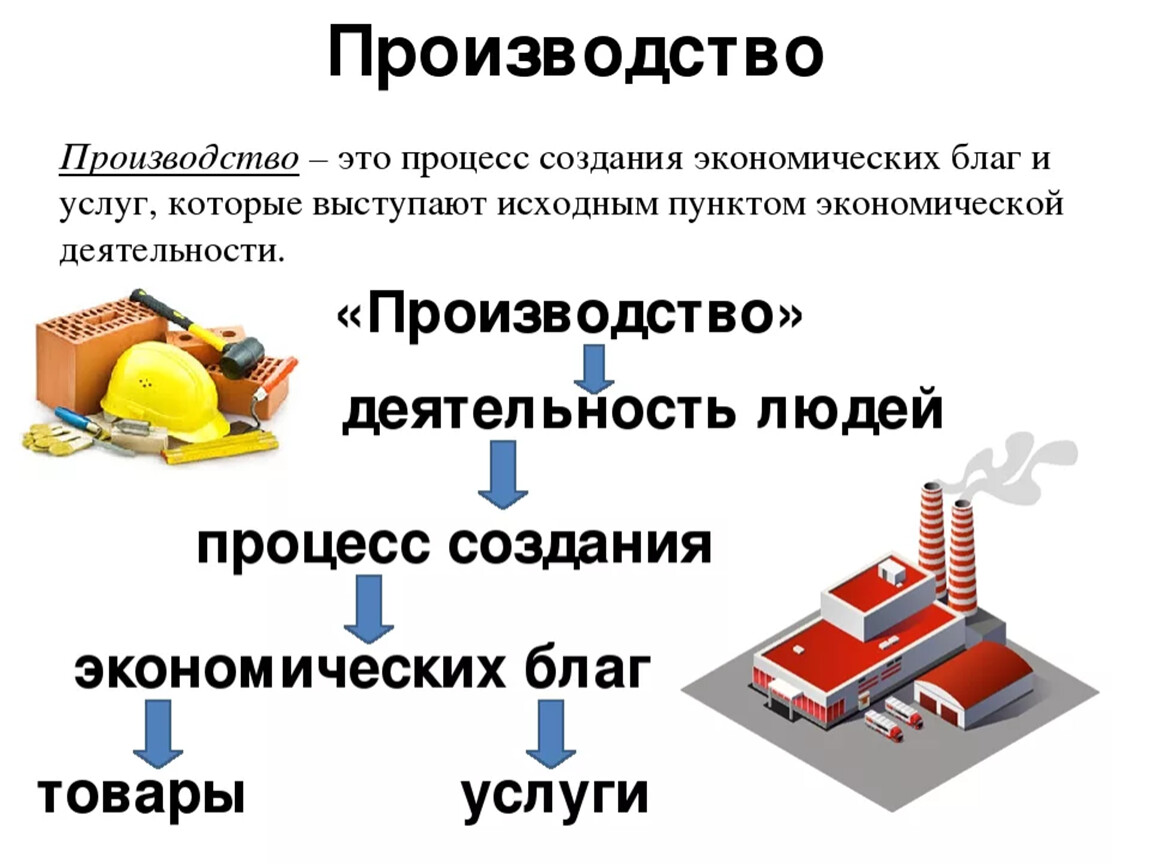 Производство
Производство – это процесс создания экономических благ и
услуг, которые выступают исходным пунктом экономической
деятельности.
«Производство»
деятельность людей
процесс создания
экономических благ
товары услуги